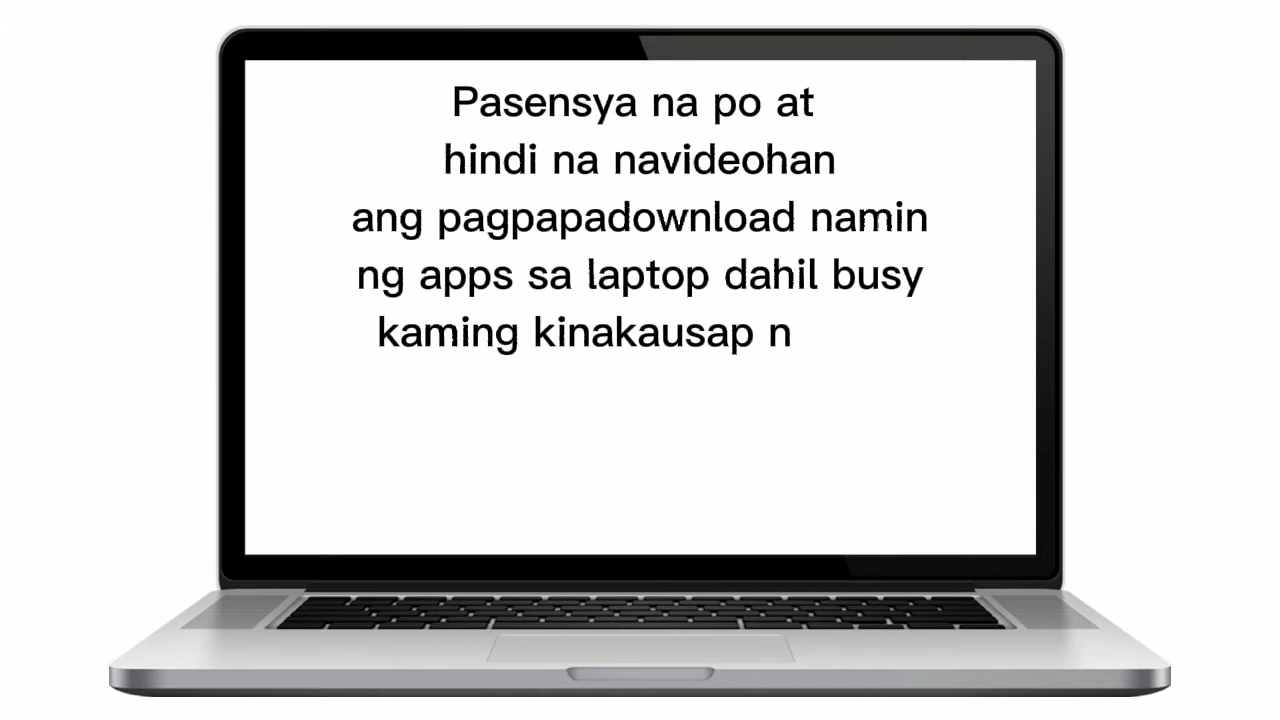 Pasensya na po at
hindi na navideohan
ang pagpapadownload namin
ng apps sa laptop dahil busy
kaming kinakausap n